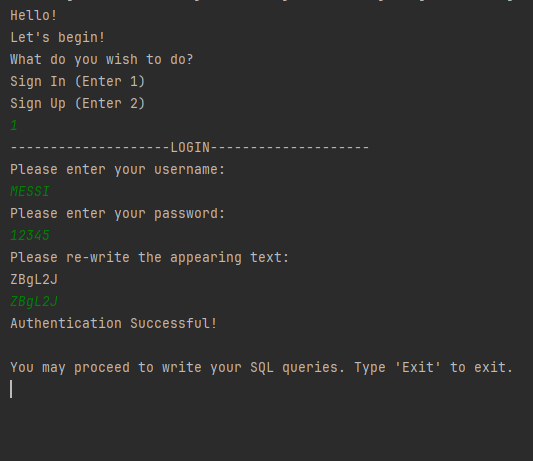 Hello!
Let's begin!
What do you wish to do?
Sign In (Enter 1)
Sign Up (Enter 2)
1
--------------------LOGIN--------------------
Please enter your username:
MESSI
Please enter your password:
12345
Please re-write the appearing text:
ZBgL2J
ZBgL2J
Authentication Successful!
You may proceed to write your SQL queries. Type 'Exit' to exit.